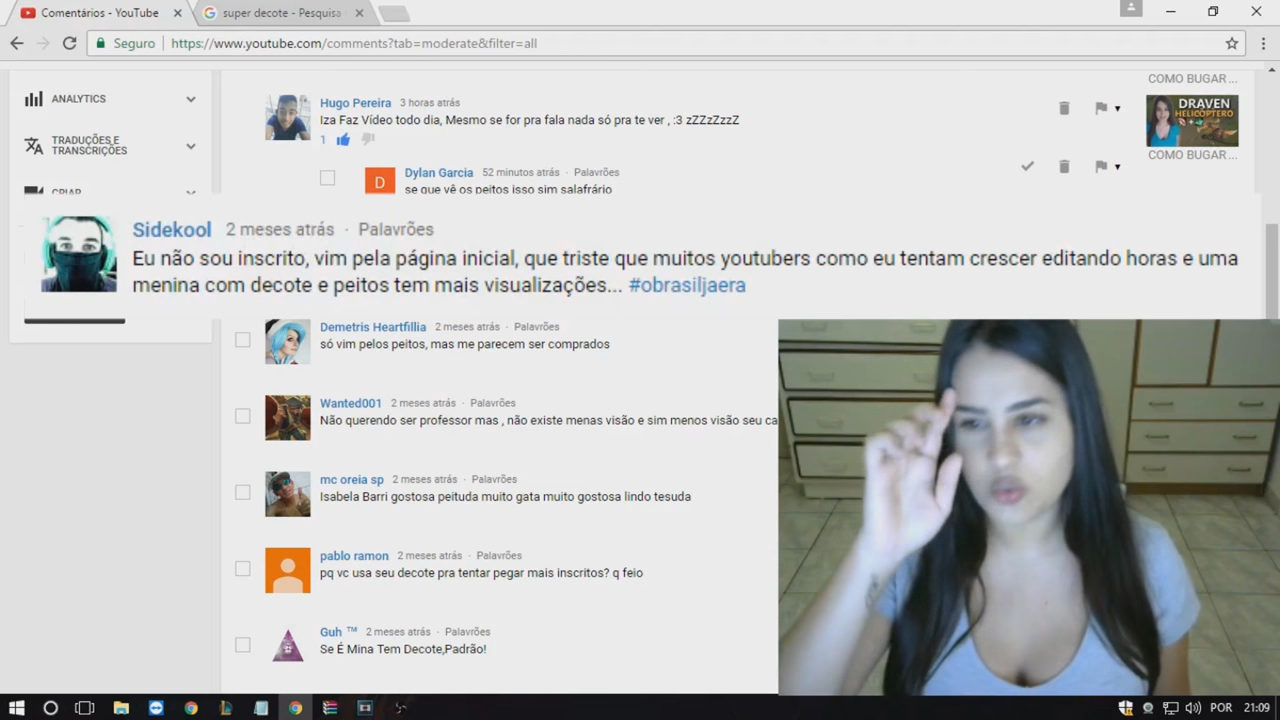 Comentários - YouTube
super decote - Pesquisa
Seguro
https://www.youtube.com/comments?tab=moderate&filter=all
COMO BUGAR ...
ANALYTICS
Hugo Pereira 3 horas atrás
Iza Faz Vídeo todo dia, Mesmo se for pra fala nada só pra te ver , :3 zZZzZzzZ
1
DRAVEN
HELICÓPTERO
COMO BUGAR ...
TRADUÇÕES E
TRANSCRIÇÕES
D
Dylan Garcia 52 minutos atrás · Palavrões
se que vê os peitos isso sim salafrário
CRIAR
Sidekool 2 meses atrás · Palavrões
Eu não sou inscrito, vim pela página inicial, que triste que muitos youtubers como eu tentam crescer editando horas e uma
menina com decote e peitos tem mais visualizações... #obrasiljaera
Demetris Heartfillia 2 meses atrás · Palavrões
só vim pelos peitos, mas me parecem ser comprados
Wanted001 2 meses atrás · Palavrões
Não querendo ser professor mas , não existe menas visão e sim menos visão seu ca
mc oreia sp 2 meses atrás · Palavrões
Isabela Barri gostosa peituda muito gata muito gostosa lindo tesuda
pablo ramon 2 meses atrás · Palavrões
pq vc usa seu decote pra tentar pegar mais inscritos? q feio
Guh ™ 2 meses atrás · Palavrões
Se É Mina Tem Decote,Padrão!
POR 21:09